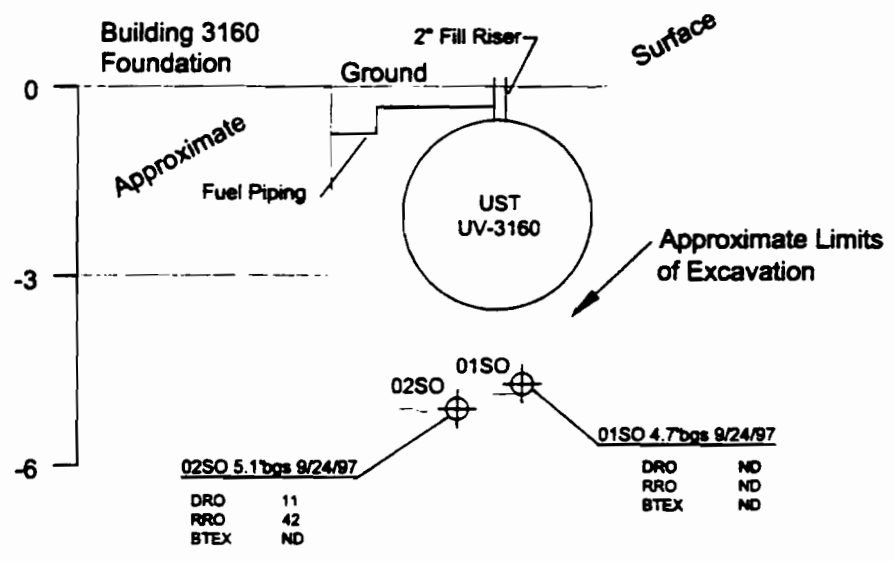 Building 3160
Foundation
2" Fill Riser
Surface
Ground
0
Approximate
Fuel Piping
UST
UV-3160
Approximate Limits
of Excavation
-3
01SO
02SO
01SO 4.7'bgs 9/24/97
DRO ND
RRO ND
BTEX ND
-6
02SO 5.1'bgs 9/24/97
DRO 11
RRO 42
BTEX ND